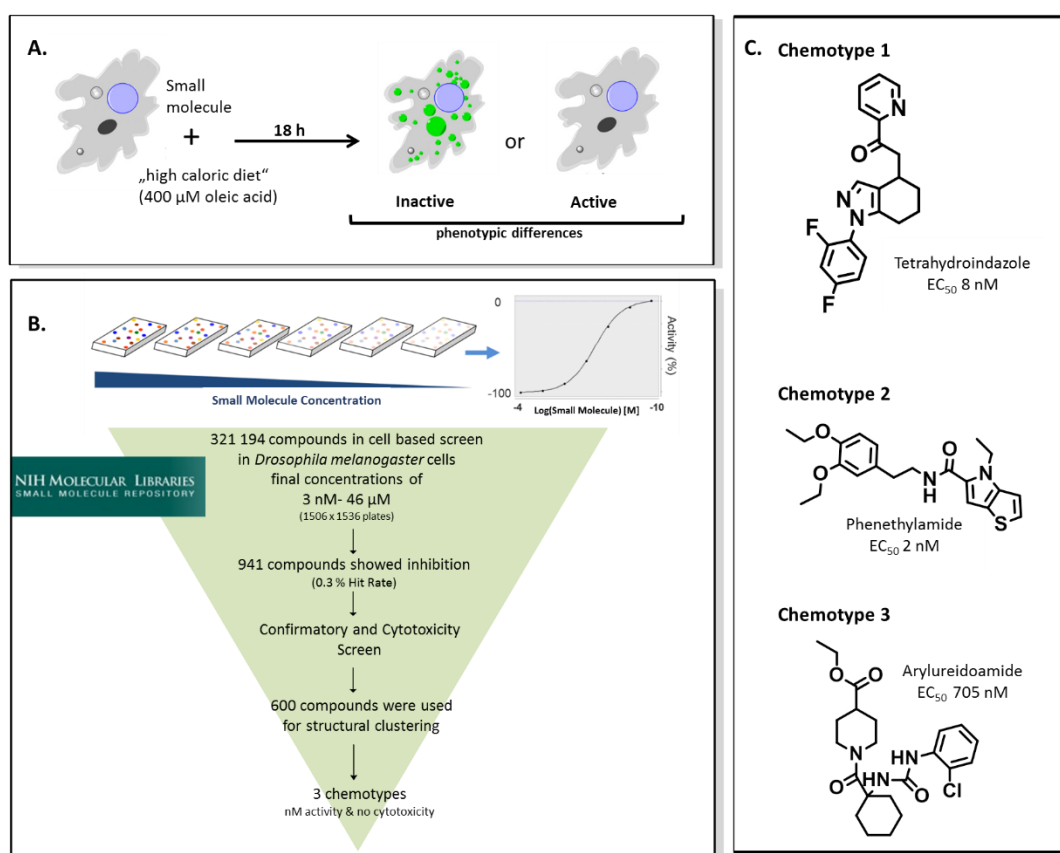 A.
Small
molecule
+
„high caloric diet“
(400 µM oleic acid)
18 h
or
Inactive
Active
phenotypic differences
B.
Small Molecule Concentration
0
-100
-4
-10
Log(Small Molecule) [M]
Activity (%)
NIH MOLECULAR LIBRARIES
SMALL MOLECULE REPOSITORY
321 194 compounds in cell based screen
in Drosophila melanogaster cells
final concentrations of
3 nM- 46 µM
(1506 x 1536 plates)
941 compounds showed inhibition
(0.3 % Hit Rate)
Confirmatory and Cytotoxicity
Screen
600 compounds were used
for structural clustering
3 chemotypes
nM activity & no cytotoxicity
C.
Chemotype 1
N
O
N
N
F
F
Tetrahydroindazole
EC₅₀ 8 nM
Chemotype 2
O
O
O
N
H
N
S
Phenethylamide
EC₅₀ 2 nM
Chemotype 3
O
O
N
O
HN
H
N
O
Cl
Arylureidoamide
EC₅₀ 705 nM